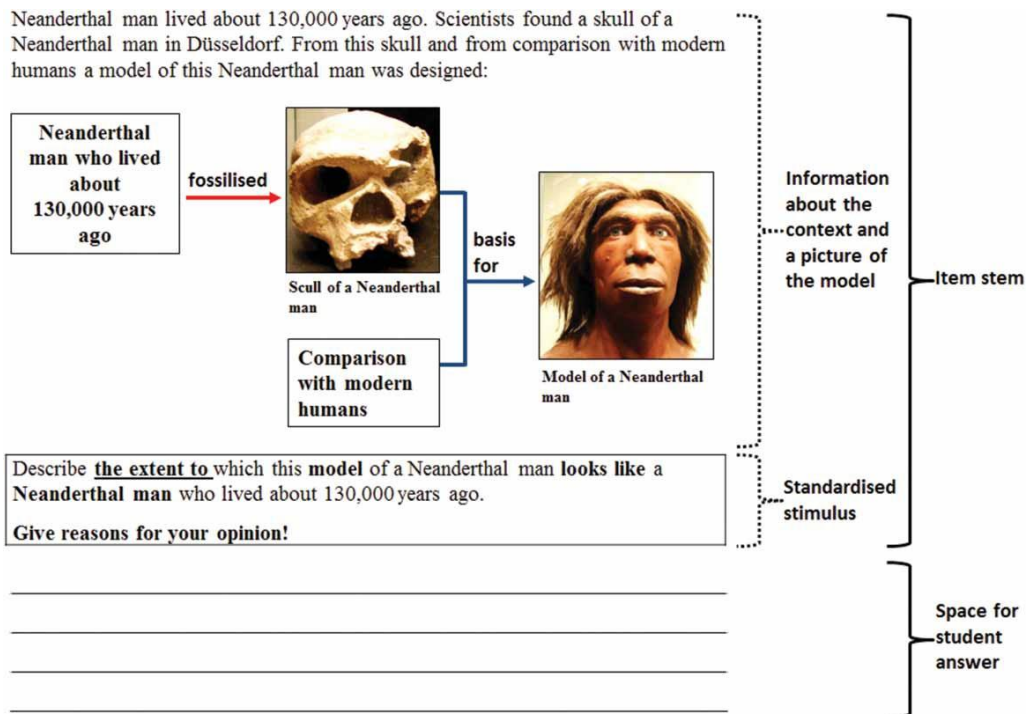 Neanderthal man lived about 130,000 years ago. Scientists found a skull of a
Neanderthal man in Düsseldorf. From this skull and from comparison with modern
humans a model of this Neanderthal man was designed:
Neanderthal
man who lived
about
130,000 years
ago
fossilised
Scull of a Neanderthal
man
Comparison
with modern
humans
basis
for
Model of a Neanderthal
man
Information
about the
context and
a picture of
the model
Item stem
Describe the extent to which this model of a Neanderthal man looks like a
Neanderthal man who lived about 130,000 years ago.
Give reasons for your opinion!
Standardised
stimulus
Space for
student
answer